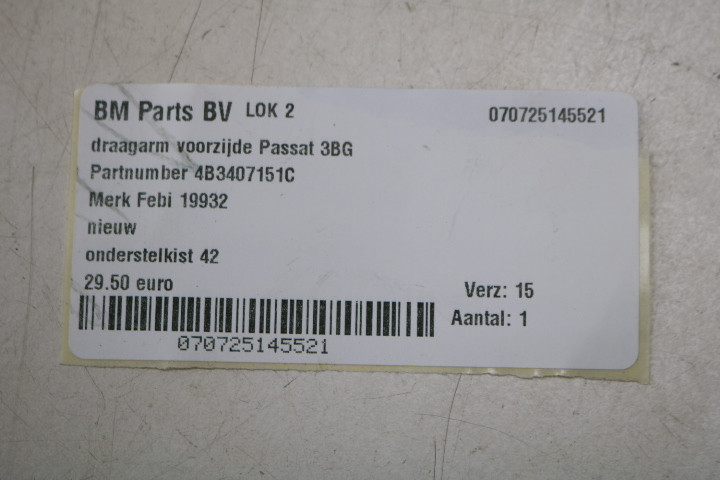 BM Parts BV LOK 2 070725145521
draagarm voorzijde Passat 3BG
Partnumber 4B3407151C
Merk Febi 19932
nieuw
onderstelkist 42
29.50 euro Verz: 15
Aantal: 1
070725145521